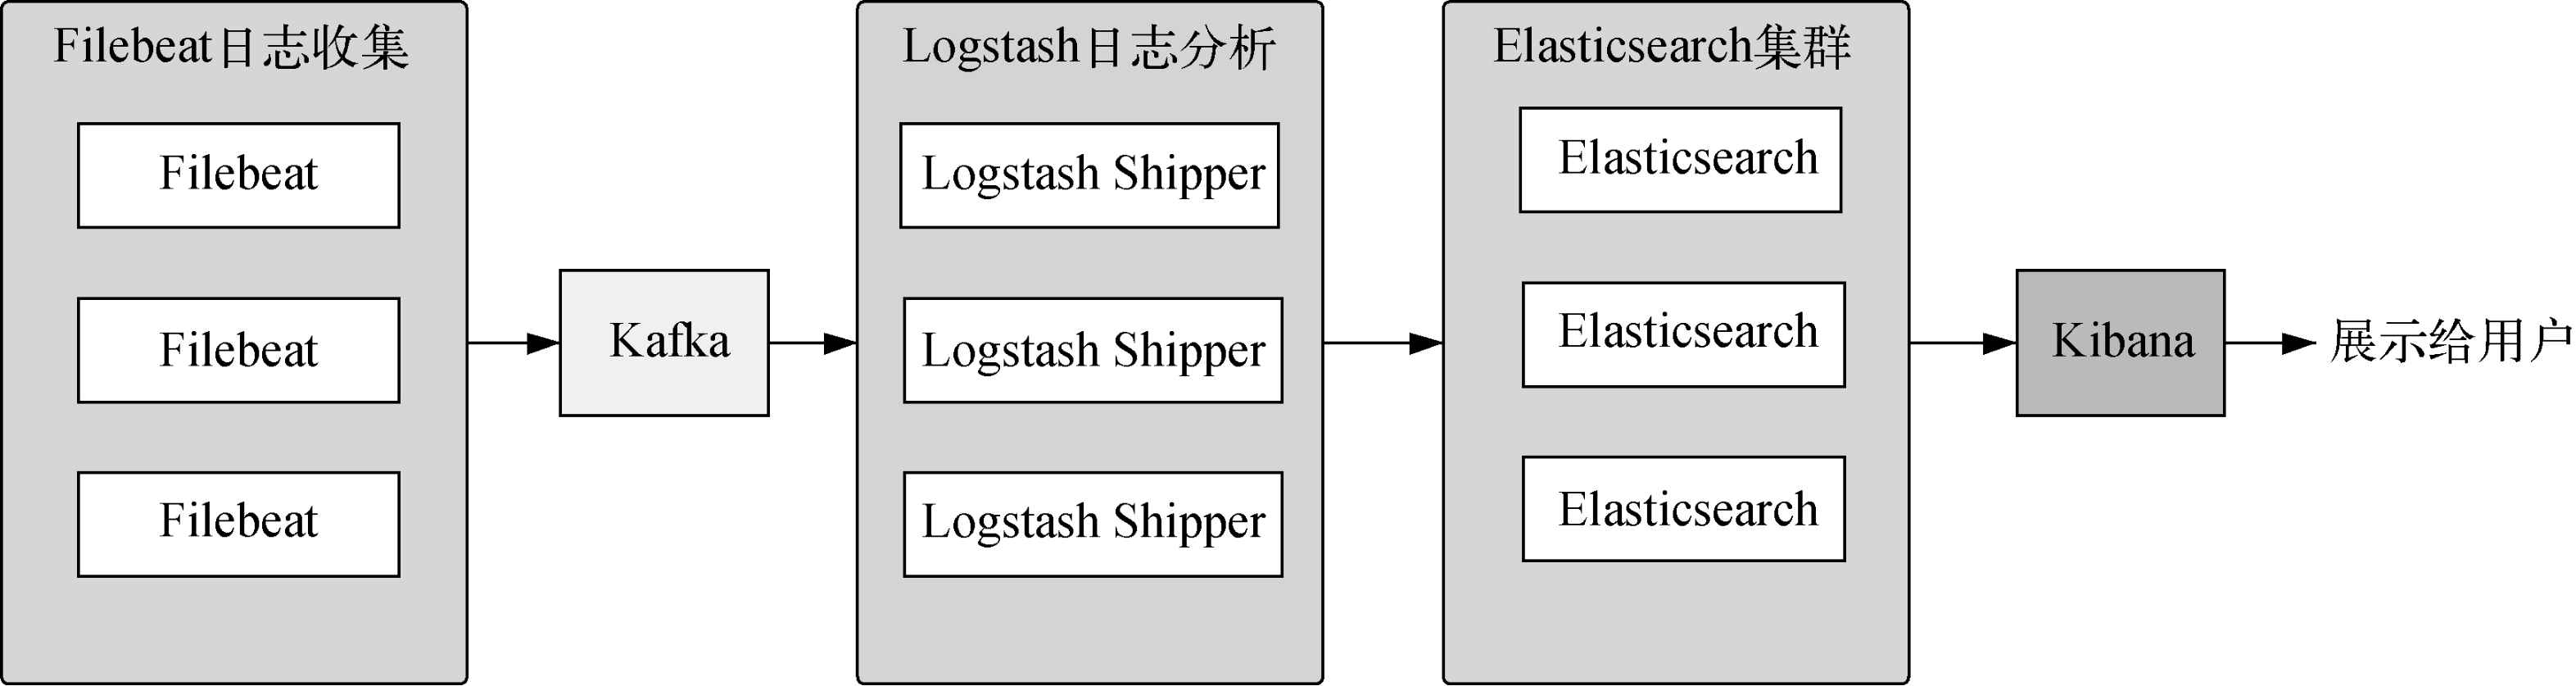 Filebeat日志收集
Filebeat
Filebeat
Filebeat
Kafka
Logstash日志分析
Logstash Shipper
Logstash Shipper
Logstash Shipper
Elasticsearch集群
Elasticsearch
Elasticsearch
Elasticsearch
Kibana
展示给用户